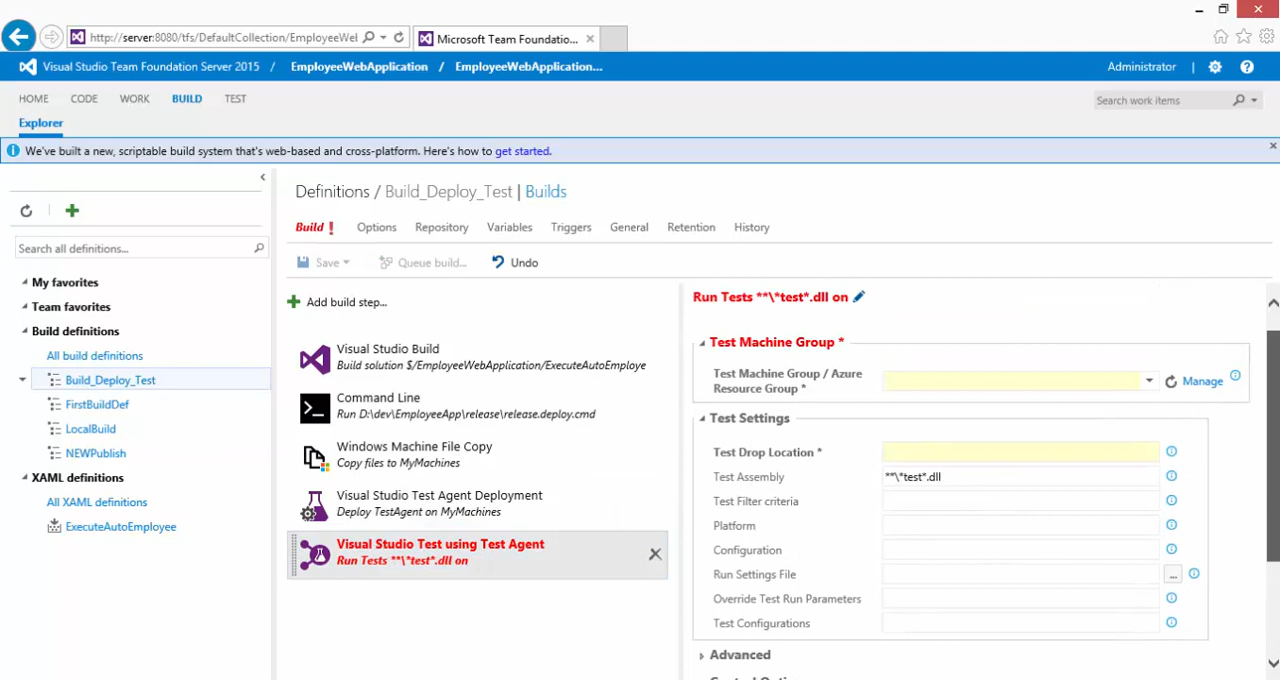 http://server:8080/tfs/DefaultCollection/EmployeeWel
Microsoft Team Foundatio...
Visual Studio Team Foundation Server 2015 / EmployeeWebApplication / EmployeeWebApplication...
Administrator
HOME CODE WORK BUILD TEST
Search work items
Explorer
We've built a new, scriptable build system that's web-based and cross-platform. Here's how to get started.
Definitions / Build_Deploy_Test | Builds
Build ! Options Repository Variables Triggers General Retention History
Save Queue build... Undo
Search all definitions...
My favorites
Team favorites
Build definitions
All build definitions
Build_Deploy_Test
FirstBuildDef
LocalBuild
NEWPublish
XAML definitions
All XAML definitions
ExecuteAutoEmployee
Add build step...
Visual Studio Build
Build solution $/EmployeeWebApplication/ExecuteAutoEmploye
Command Line
Run D:\dev\EmployeeApp\release\release.deploy.cmd
Windows Machine File Copy
Copy files to MyMachines
Visual Studio Test Agent Deployment
Deploy TestAgent on MyMachines
Visual Studio Test using Test Agent
Run Tests **\*test*.dll on
Run Tests **\*test*.dll on
Test Machine Group *
Test Machine Group / Azure
Resource Group *
Manage
Test Settings
Test Drop Location *
Test Assembly **\*test*.dll
Test Filter criteria
Platform
Configuration
Run Settings File ...
Override Test Run Parameters
Test Configurations
Advanced